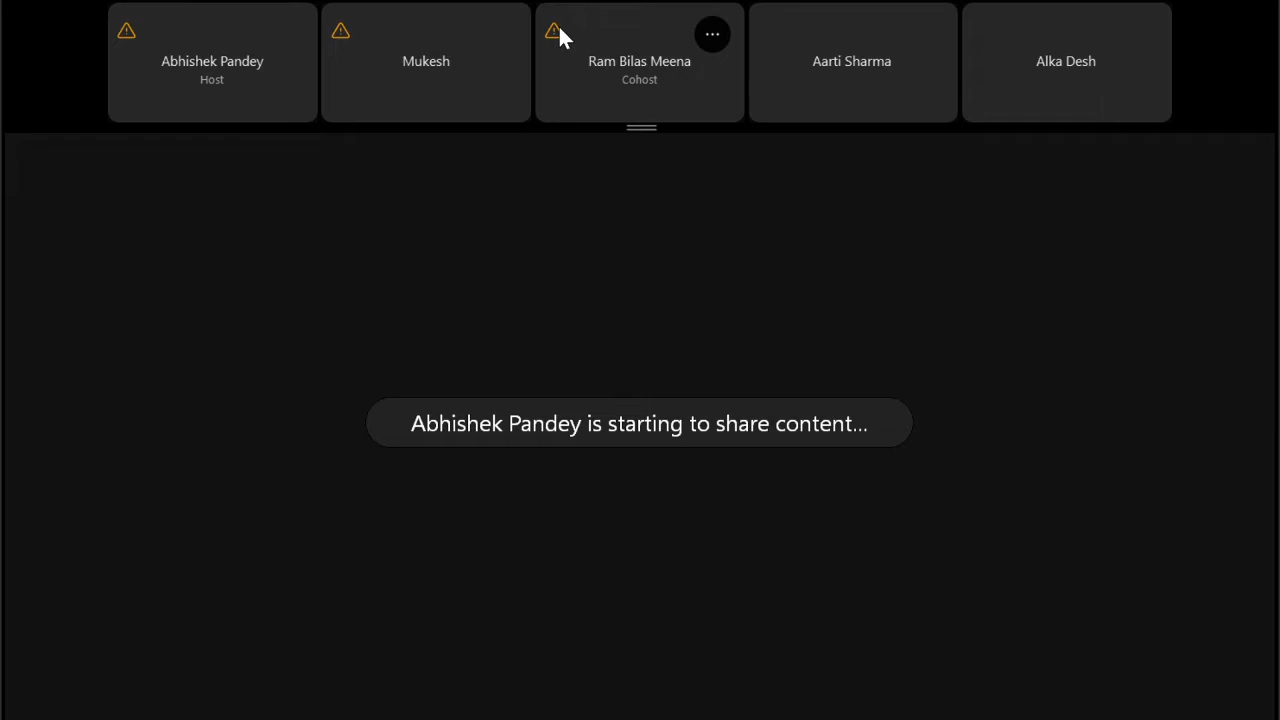 Abhishek Pandey
Host
Mukesh
Ram Bilas Meena
Cohost
Aarti Sharma
Alka Desh
Abhishek Pandey is starting to share content...